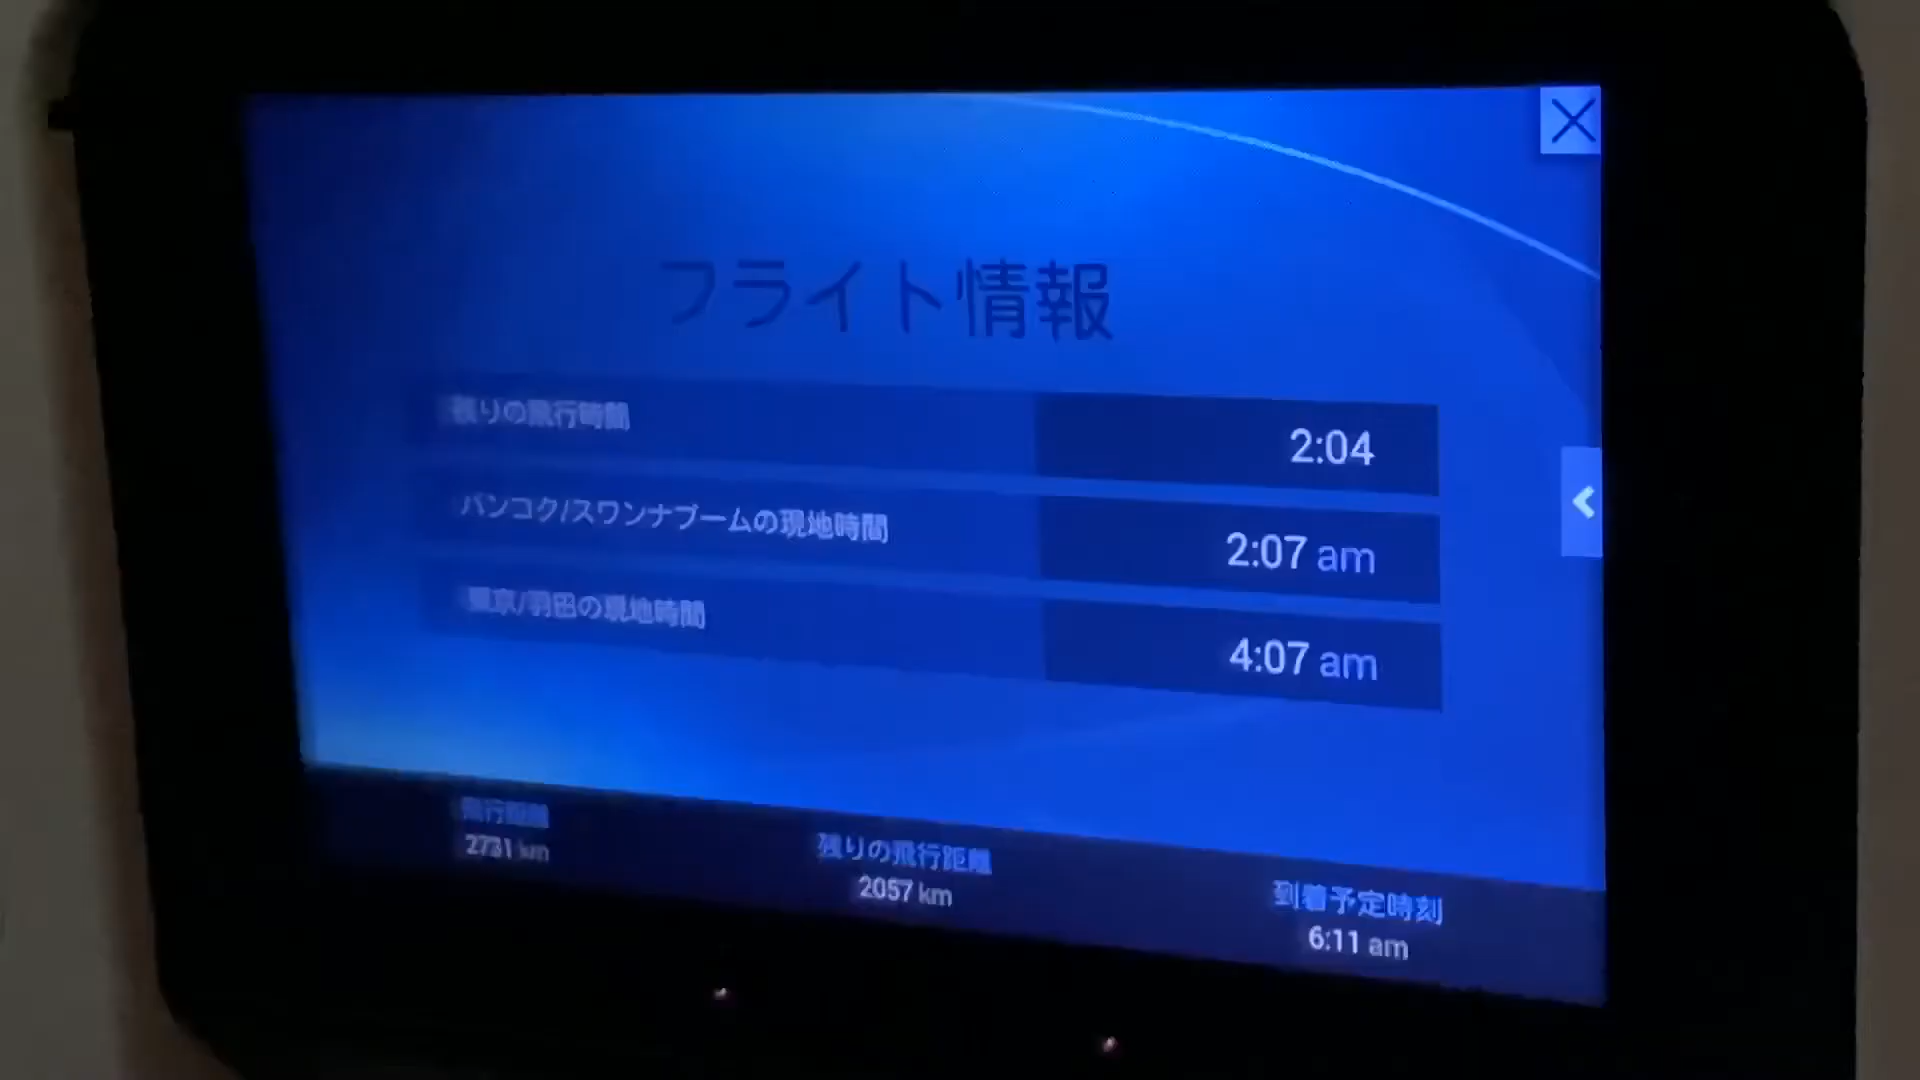 フライト情報
残りの飛行時間
2:04
バンコク/スワンナプームの現地時間
2:07 am
東京/羽田の現地時間
4:07 am
飛行距離
2731 km
残りの飛行距離
2057 km
到着予定時刻
6:11 am